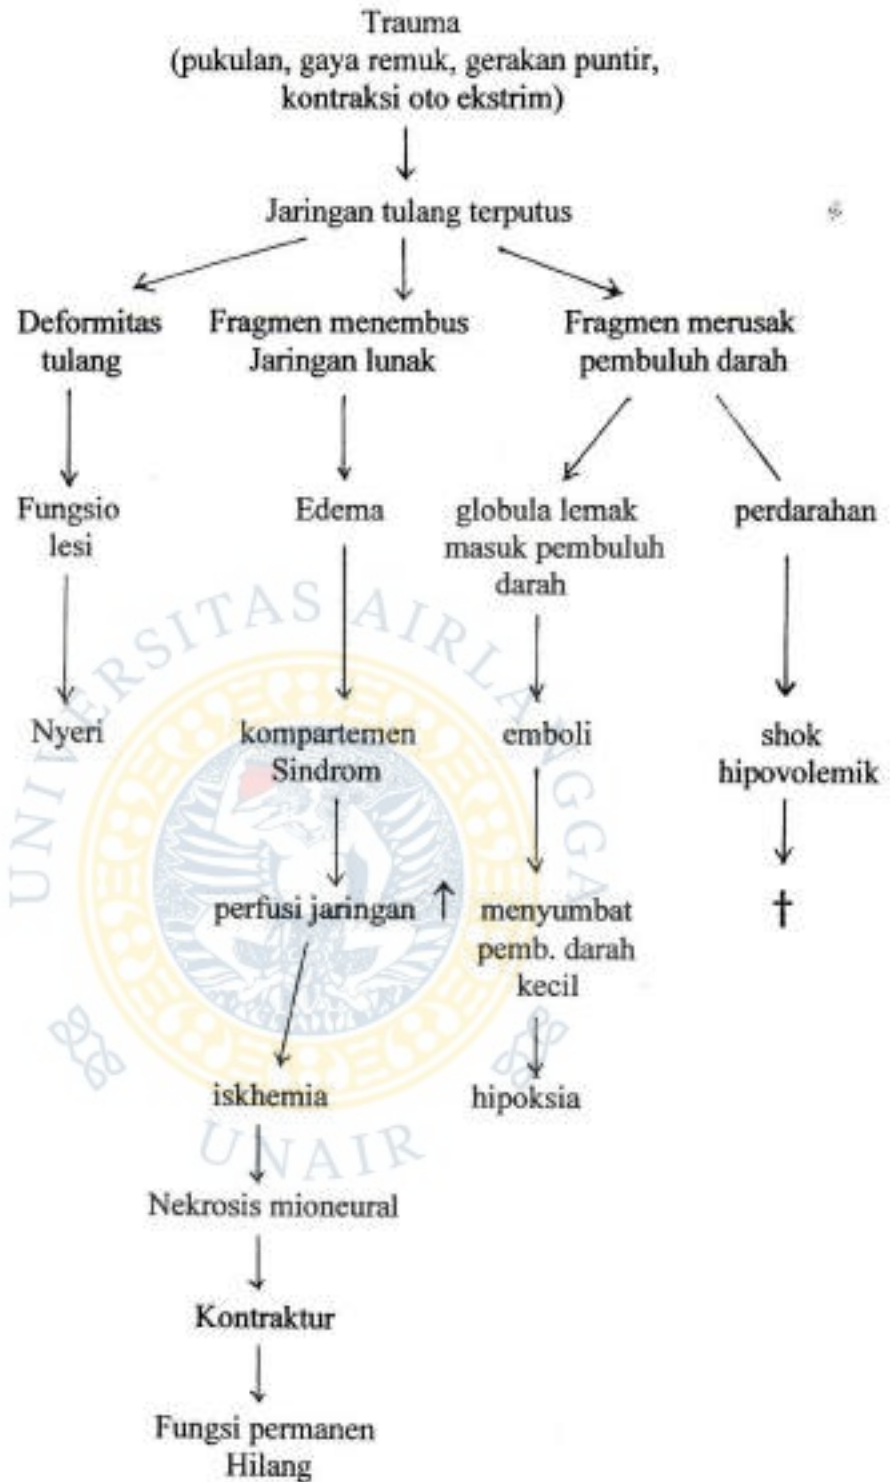 Trauma
(pukulan, gaya remuk, gerakan puntir,
kontraksi oto ekstrim)
Jaringan tulang terputus
Deformitas
tulang
Fragmen menembus
Jaringan lunak
Fragmen merusak
pembuluh darah
Fungsio
lesi
Edema
globula lemak
masuk pembuluh
darah
perdarahan
Nyeri
kompartemen
Sindrom
emboli
shok
hipovolemik
perfusi jaringan ↑
menyumbat
pemb. darah
kecil
†
iskhemia
hipoksia
Nekrosis mioneural
Kontraktur
Fungsi permanen
Hilang
UNIVERSITAS AIRLANGGA
UNAIR